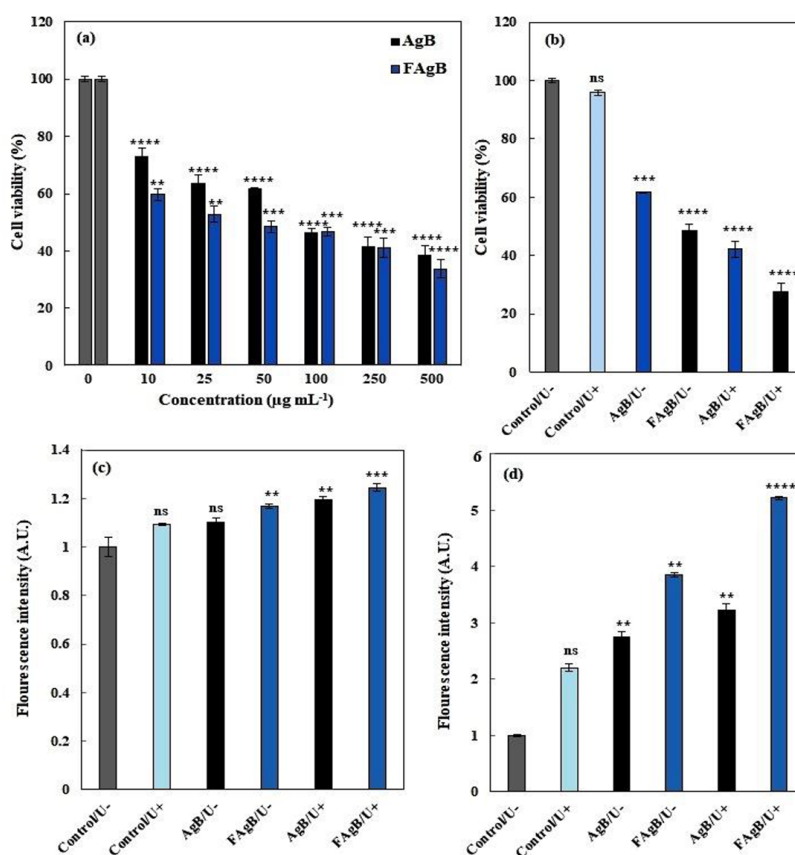 (a)
AgB
FAgB
Cell viability (%)
120
100
80
60
40
20
0
****
**
****
**
****
***
****
***
****
***
****
****
0 10 25 50 100 250 500
Concentration (µg mL-1)
(b)
Cell viability (%)
120
100
80
60
40
20
0
ns
***
****
****
****
Control/U-
Control/U+
AgB/U-
FAgB/U-
AgB/U+
FAgB/U+
(c)
Flourescence intensity (A.U.)
1.4
1.2
1
0.8
0.6
0.4
0.2
0
ns
ns
**
**
***
Control/U-
Control/U+
AgB/U-
FAgB/U-
AgB/U+
FAgB/U+
(d)
Flourescence intensity (A.U.)
6
5
4
3
2
1
0
ns
**
**
**
****
Control/U-
Control/U+
AgB/U-
FAgB/U-
AgB/U+
FAgB/U+